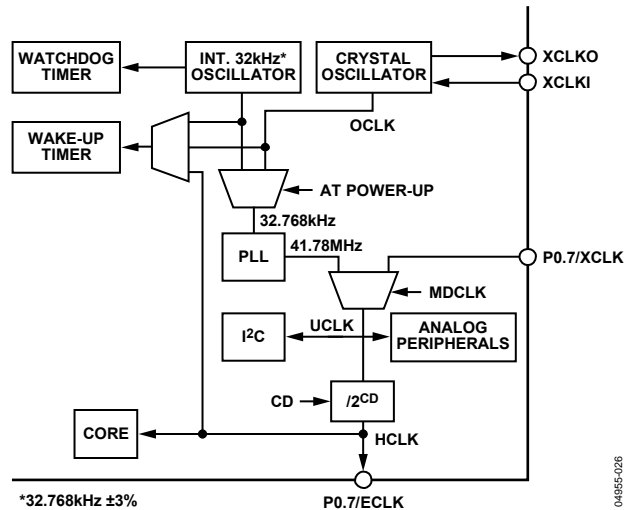 WATCHDOG
TIMER
INT. 32kHz*
OSCILLATOR
CRYSTAL
OSCILLATOR
XCLKO
XCLKI
OCLK
WAKE-UP
TIMER
AT POWER-UP
32.768kHz
PLL
41.78MHz
P0.7/XCLK
MDCLK
I²C
UCLK
ANALOG
PERIPHERALS
CD
/2ᶜᴰ
CORE
HCLK
*32.768kHz ±3%
P0.7/ECLK
04955-026